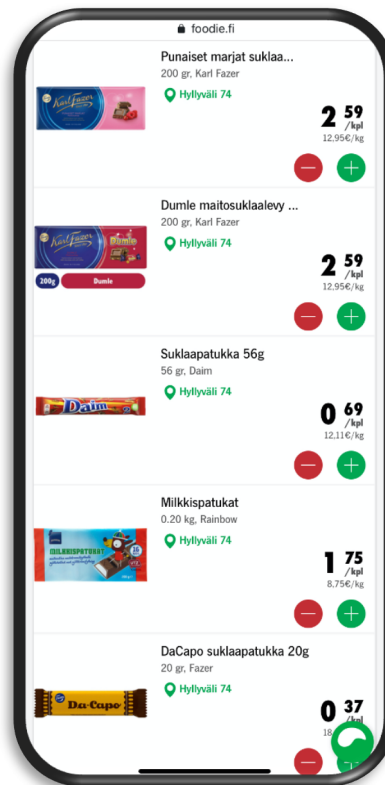 foodie.fi
Punaiset marjat suklaa...
200 gr, Karl Fazer
Hyllyväli 74
Karl Fazer
2 59
/kpl
12,95€/kg
Dumle maitosuklaalevy ...
200 gr, Karl Fazer
Hyllyväli 74
Karl Fazer
Dumle
200g
Dumle
2 59
/kpl
12,95€/kg
Suklaapatukka 56g
56 gr, Daim
Hyllyväli 74
Daim
0 69
/kpl
12,11€/kg
Milkkispatukat
0.20 kg, Rainbow
Hyllyväli 74
MILKKISPATUKAT
16
1 75
/kpl
8,75€/kg
DaCapo suklaapatukka 20g
20 gr, Fazer
Hyllyväli 74
Da Capo
0 37
/kpl
18